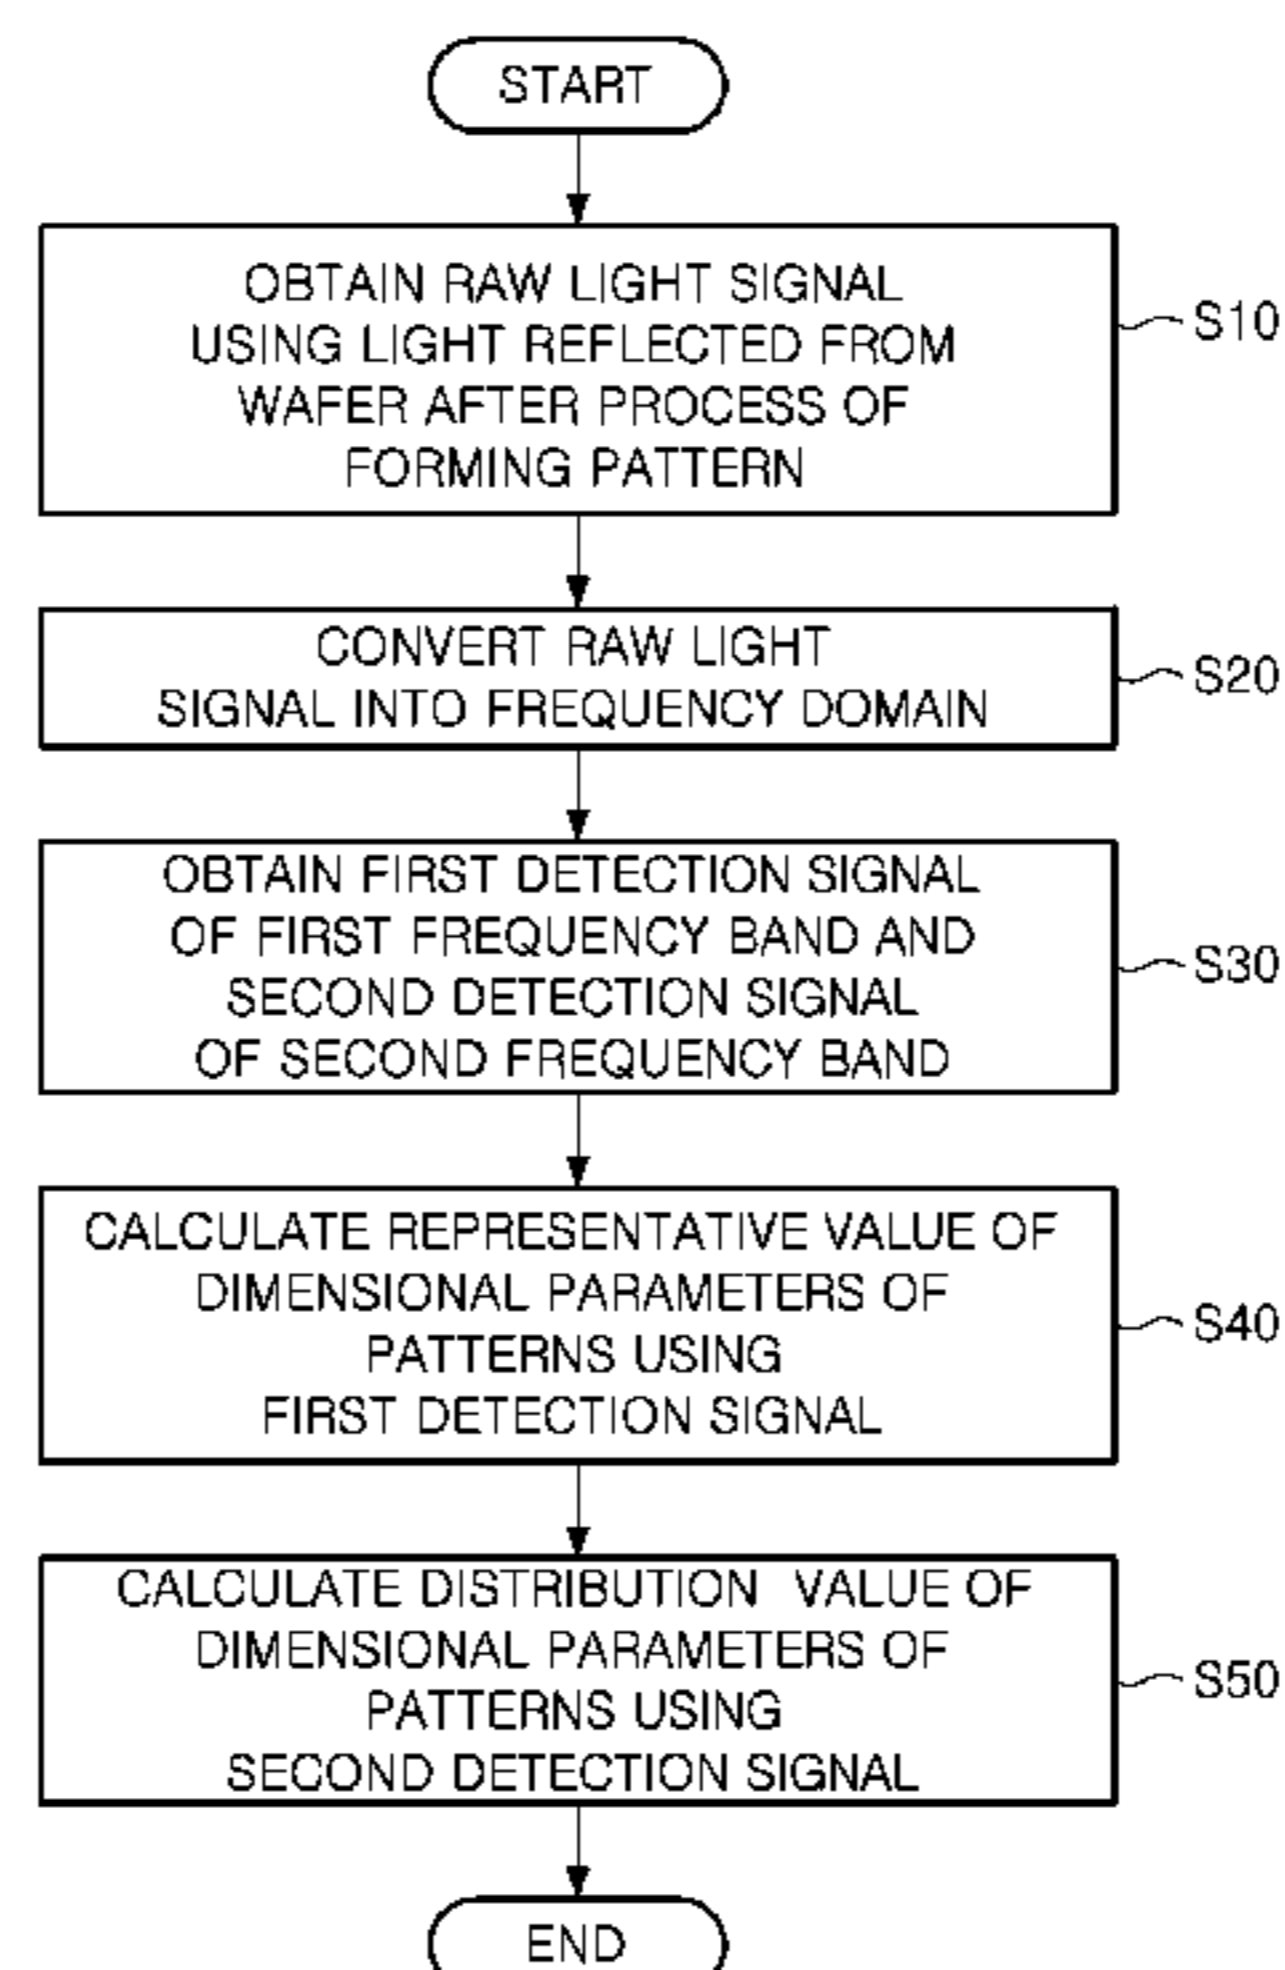 START
OBTAIN RAW LIGHT SIGNAL
USING LIGHT REFLECTED FROM
WAFER AFTER PROCESS OF
FORMING PATTERN
S10
CONVERT RAW LIGHT
SIGNAL INTO FREQUENCY DOMAIN
S20
OBTAIN FIRST DETECTION SIGNAL
OF FIRST FREQUENCY BAND AND
SECOND DETECTION SIGNAL
OF SECOND FREQUENCY BAND
S30
CALCULATE REPRESENTATIVE VALUE OF
DIMENSIONAL PARAMETERS OF
PATTERNS USING
FIRST DETECTION SIGNAL
S40
CALCULATE DISTRIBUTION VALUE OF
DIMENSIONAL PARAMETERS OF
PATTERNS USING
SECOND DETECTION SIGNAL
S50
END